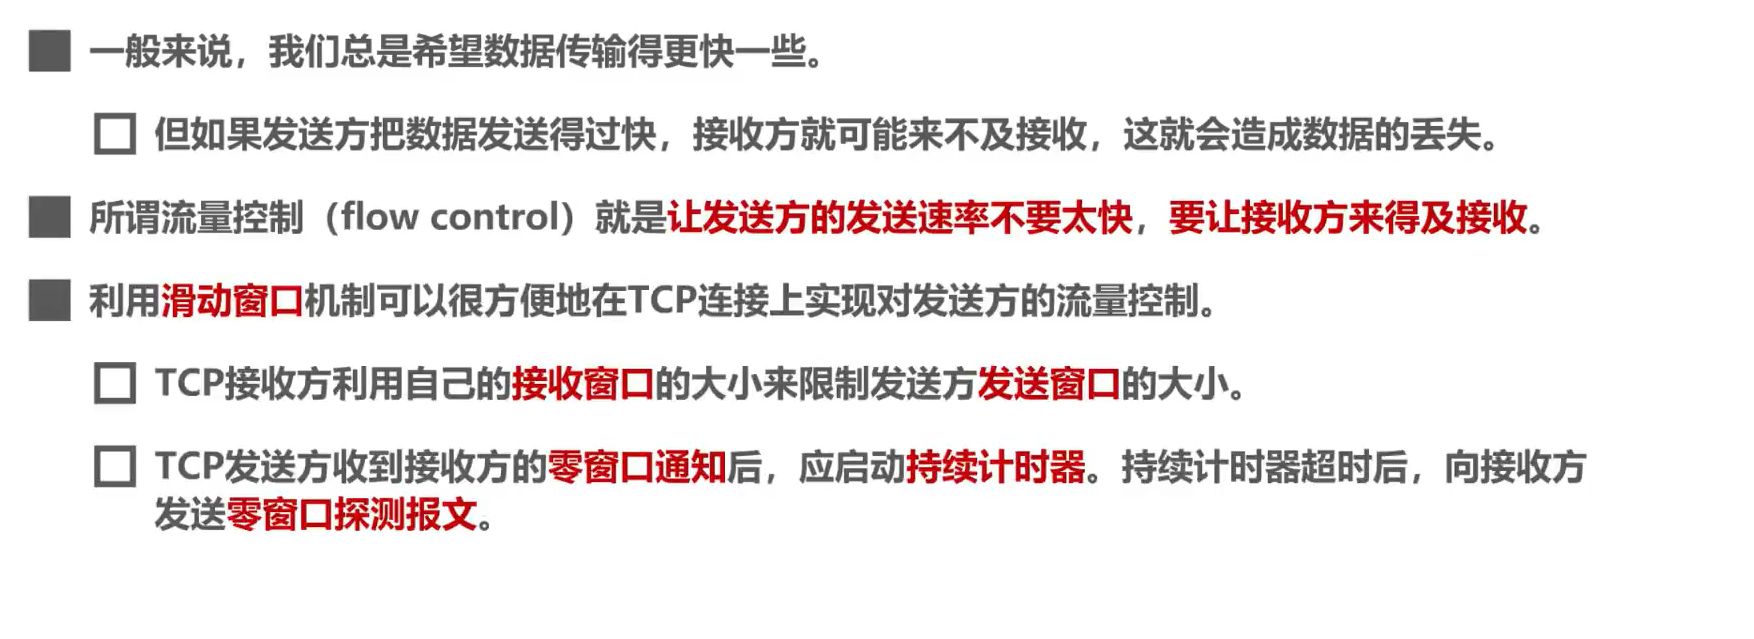 一般来说，我们总是希望数据传输得更快一些。
但如果发送方把数据发送得过快，接收方就可能来不及接收，这就会造成数据的丢失。
所谓流量控制（flow control）就是让发送方的发送速率不要太快，要让接收方来得及接收。
利用滑动窗口机制可以很方便地在TCP连接上实现对发送方的流量控制。
TCP接收方利用自己的接收窗口的大小来限制发送方发送窗口的大小。
TCP发送方收到接收方的零窗口通知后，应启动持续计时器。持续计时器超时后，向接收方
发送零窗口探测报文。